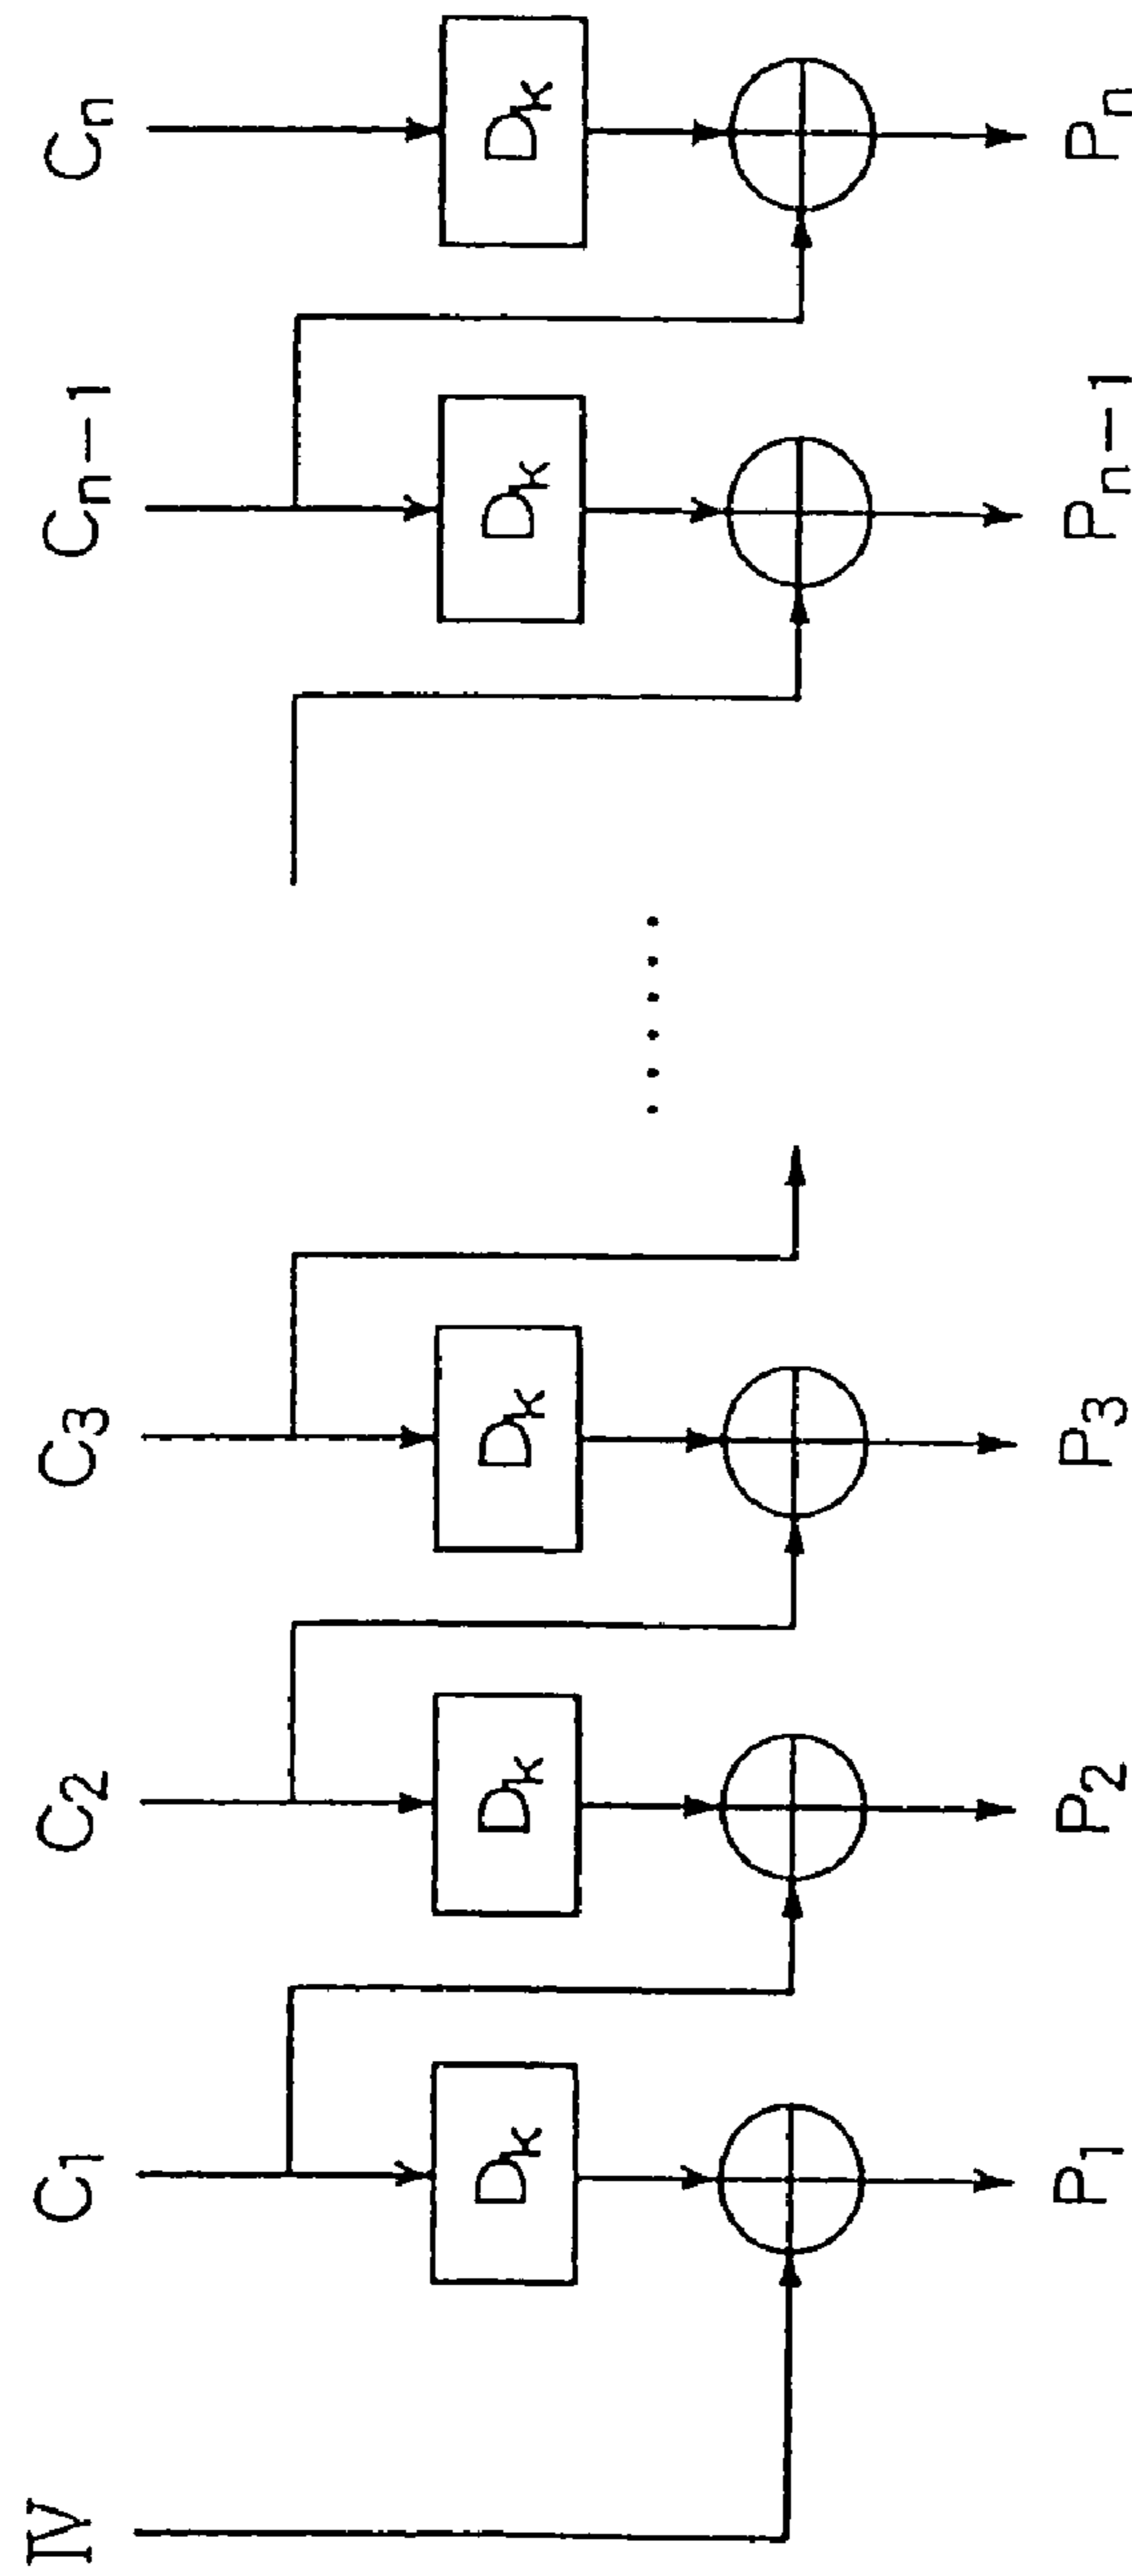 IV C₁ C₂ C₃ Cₙ₋₁ Cₙ
Dₖ Dₖ Dₖ Dₖ Dₖ
P₁ P₂ P₃ Pₙ₋₁ Pₙ